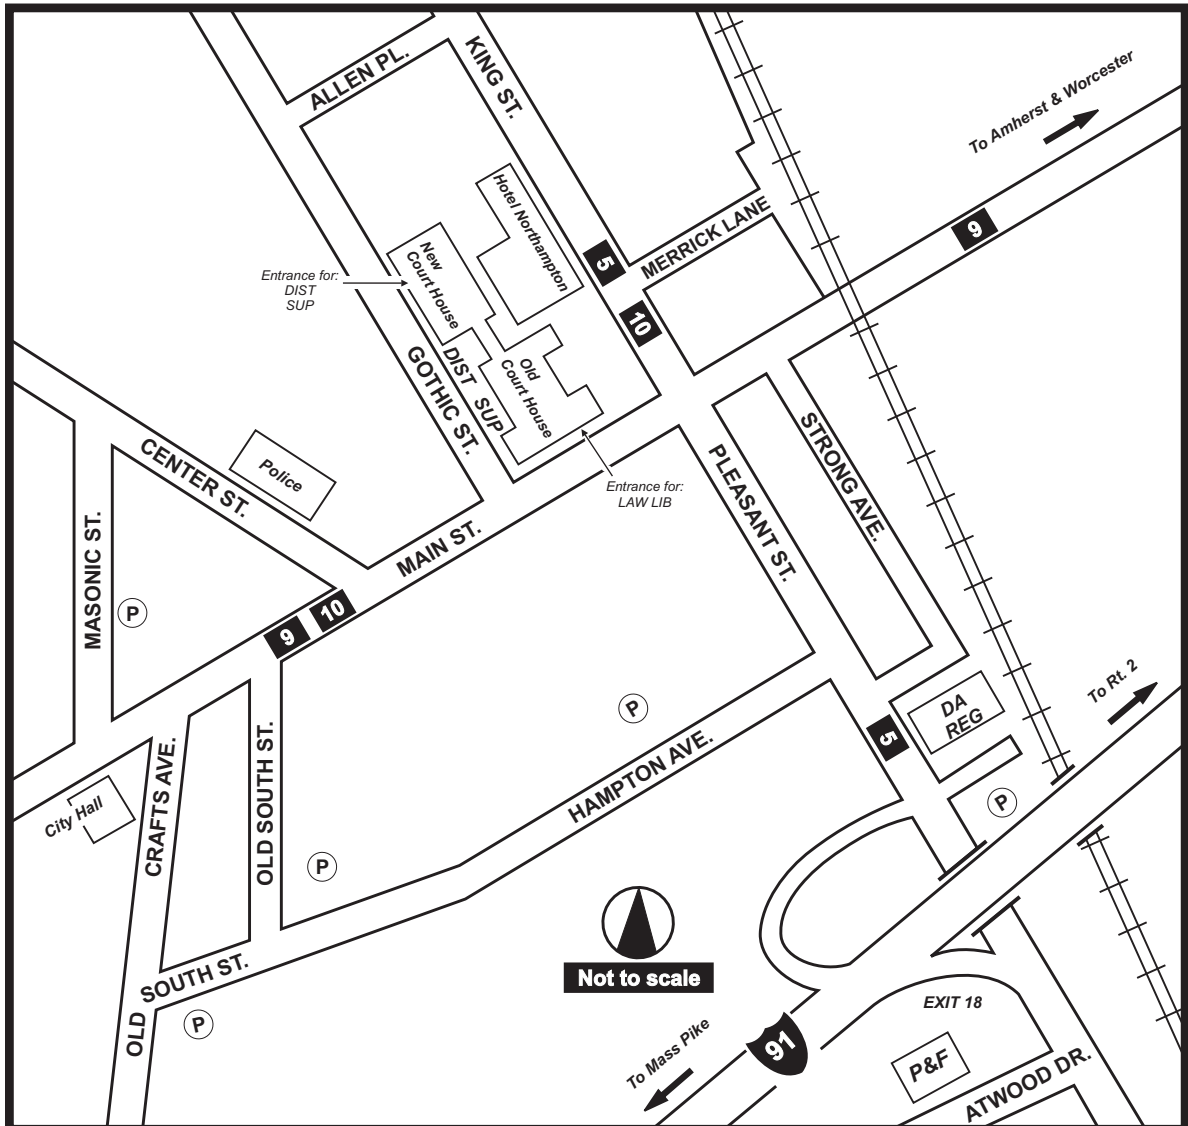 ALLEN PL.
KING ST.
To Amherst & Worcester
Hotel Northampton
MERRICK LANE
9
5
10
New
Court House
Entrance for:
DIST
SUP
DIST SUP
Old
Court House
GOTHIC ST.
CENTER ST.
Police
Entrance for:
LAW LIB
PLEASANT ST.
STRONG AVE.
MASONIC ST.
MAIN ST.
P
9
10
P
To Rt. 2
DA
REG
5
HAMPTON AVE.
CRAFTS AVE.
OLD SOUTH ST.
City Hall
P
P
Not to scale
OLD SOUTH ST.
P
EXIT 18
To Mass Pike
91
P&F
ATWOOD DR.